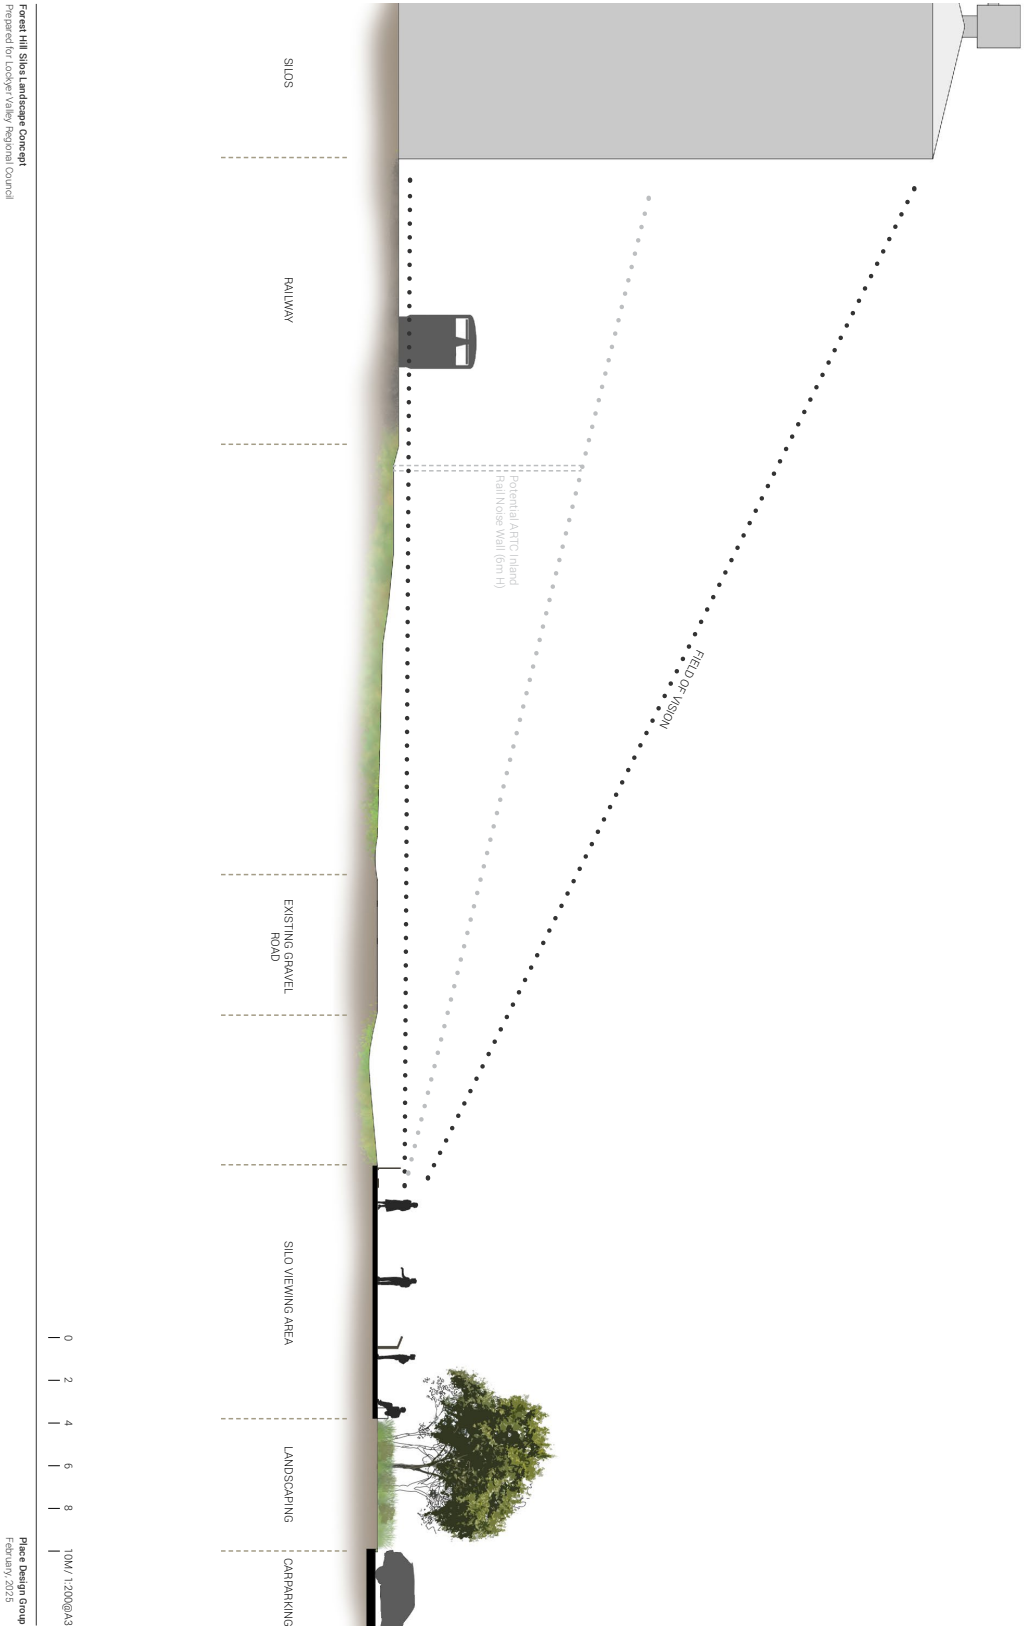 SILOS
RAILWAY
EXISTING GRAVEL
ROAD
SILO VIEWING AREA
LANDSCAPING
CARPARKING
FIELD OF VISION
Potential ARTC Inland
Rail Noise Wall (6m H)
0 2 4 6 8 10M / 1:200@A3
Forest Hill Silos Landscape Concept
Prepared for Lockyer Valley Regional Council
Place Design Group
February, 2025